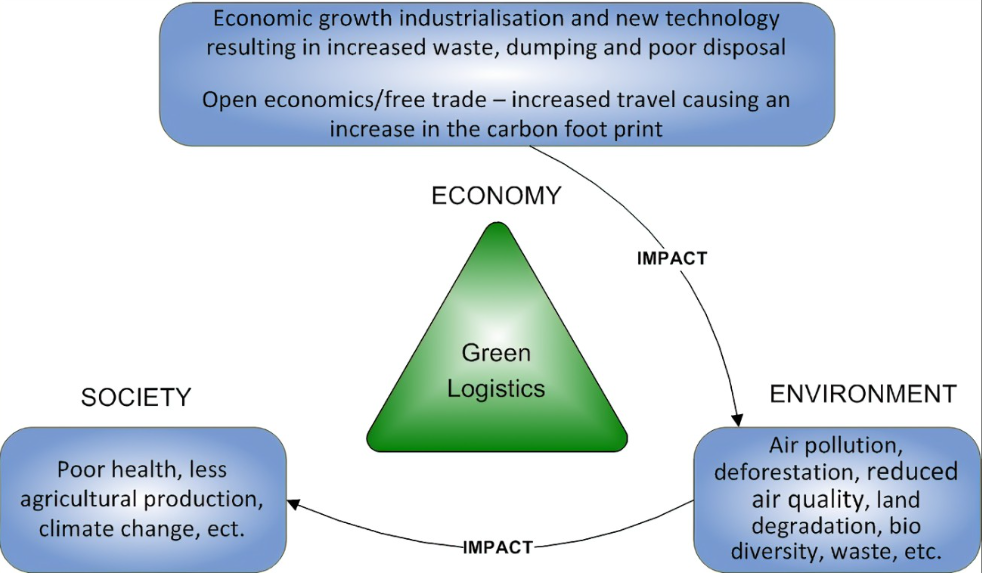 Economic growth industrialisation and new technology
resulting in increased waste, dumping and poor disposal
Open economics/free trade – increased travel causing an
increase in the carbon foot print
ECONOMY
IMPACT
Green
Logistics
SOCIETY
ENVIRONMENT
Poor health, less
agricultural production,
climate change, ect.
Air pollution,
deforestation, reduced
air quality, land
degradation, bio
diversity, waste, etc.
IMPACT